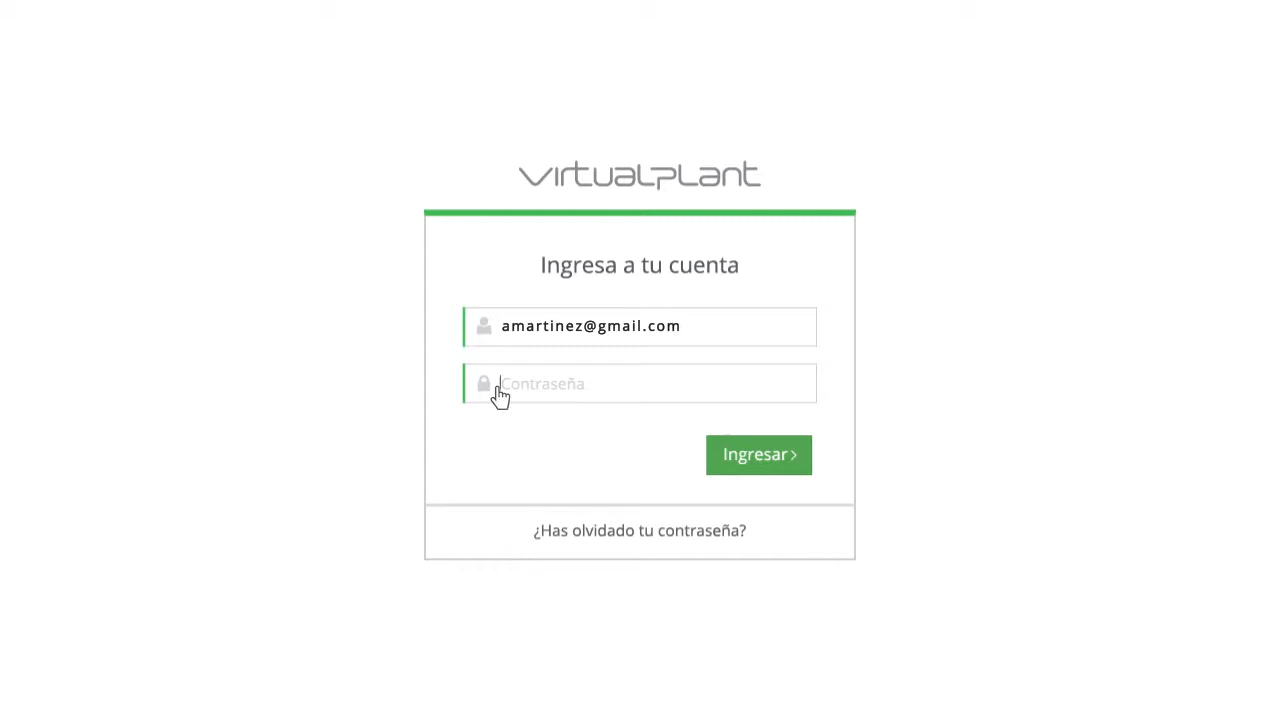 virtualplant
Ingresa a tu cuenta
amartinez@gmail.com
Contraseña
Ingresar>
¿Has olvidado tu contraseña?